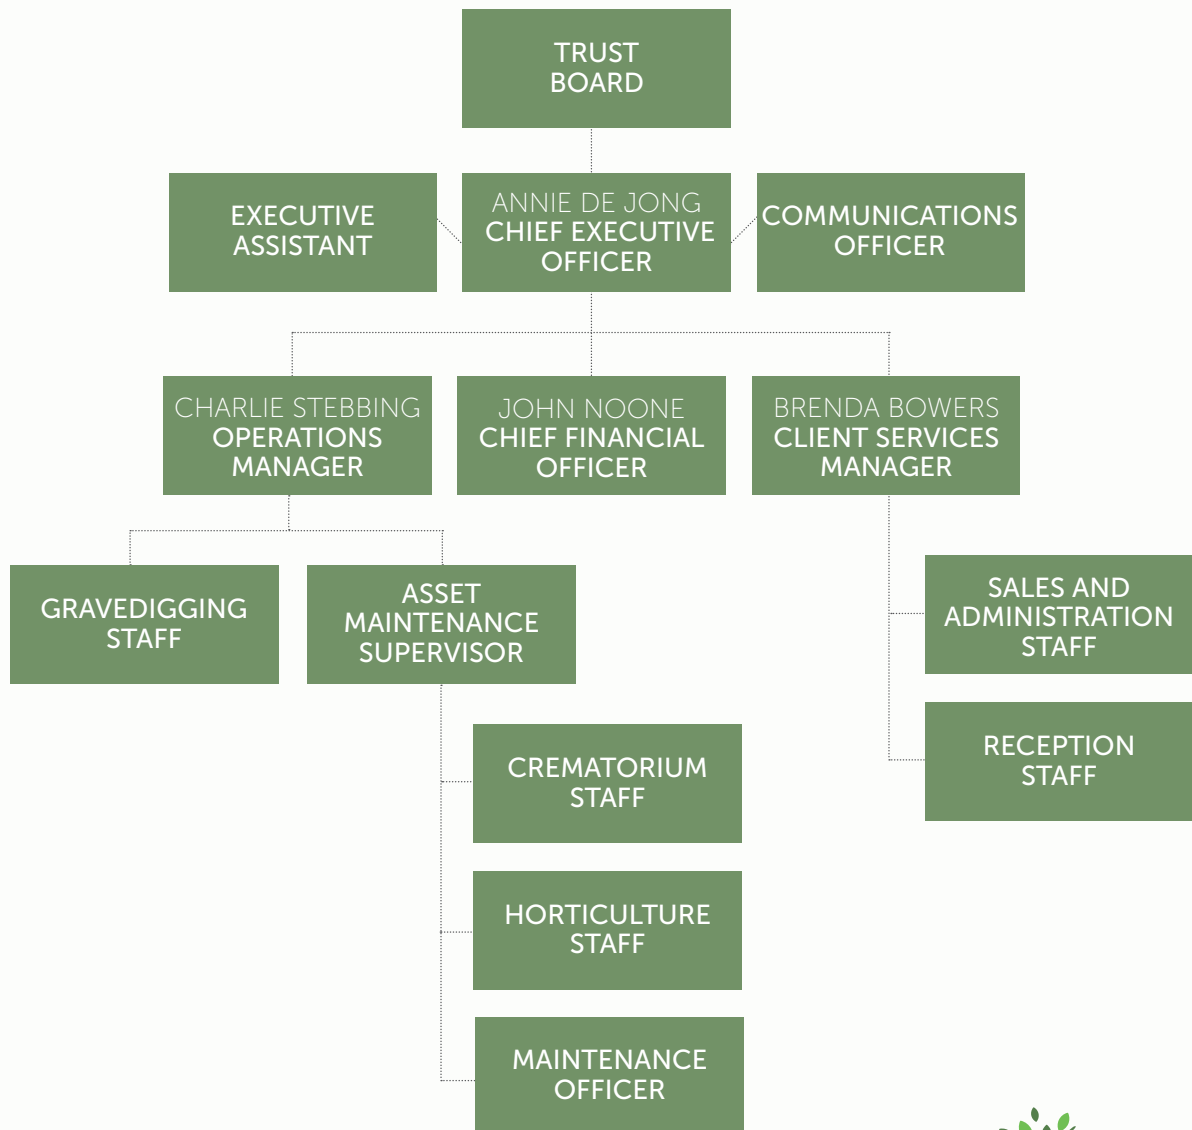 TRUST
BOARD
EXECUTIVE
ASSISTANT
ANNIE DE JONG
CHIEF EXECUTIVE
OFFICER
COMMUNICATIONS
OFFICER
CHARLIE STEBBING
OPERATIONS
MANAGER
JOHN NOONE
CHIEF FINANCIAL
OFFICER
BRENDA BOWERS
CLIENT SERVICES
MANAGER
GRAVEDIGGING
STAFF
ASSET
MAINTENANCE
SUPERVISOR
SALES AND
ADMINISTRATION
STAFF
RECEPTION
STAFF
CREMATORIUM
STAFF
HORTICULTURE
STAFF
MAINTENANCE
OFFICER